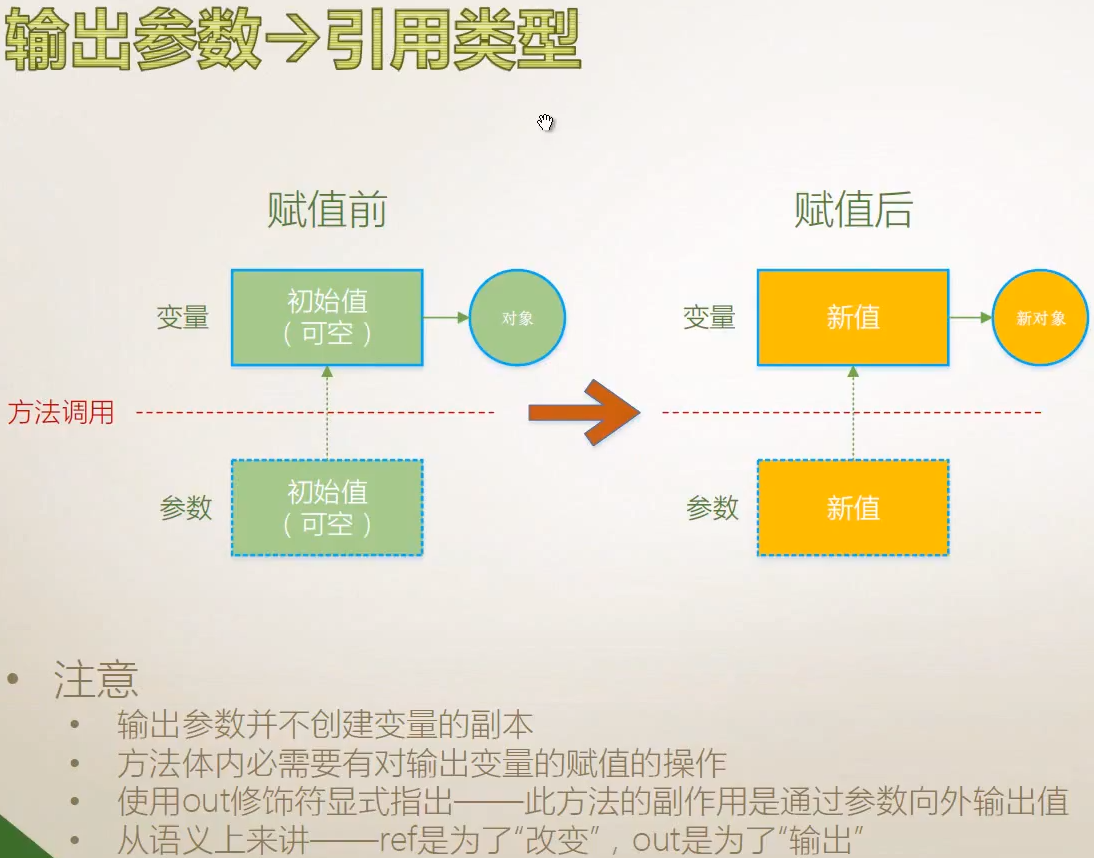 输出参数→引用类型
赋值前
赋值后
变量
初始值
（可空）
对象
变量
新值
新对象
方法调用
参数
初始值
（可空）
参数
新值
• 注意
• 输出参数并不创建变量的副本
• 方法体内必需要有对输出变量的赋值的操作
• 使用out修饰符显式指出——此方法的副作用是通过参数向外输出值
• 从语义上来讲——ref是为了“改变”，out是为了“输出”